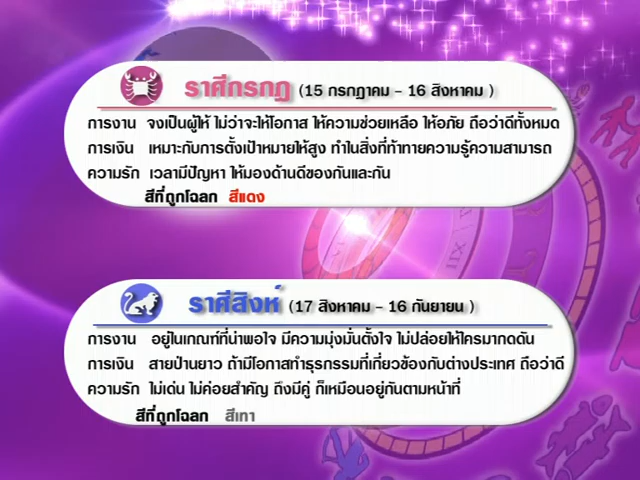 ราศีกรกฎ (15 กรกฎาคม - 16 สิงหาคม )
การงาน จงเป็นผู้ให้ ไม่ว่าจะให้โอกาส ให้ความช่วยเหลือ ให้อภัย ถือว่าดีทั้งหมด
การเงิน เหมาะกับการตั้งเป้าหมายให้สูง ทำในสิ่งที่ท้าทายความรู้ความสามารถ
ความรัก เวลามีปัญหา ให้มองด้านดีของกันและกัน
สีที่ถูกโฉลก สีแดง
ราศีสิงห์ (17 สิงหาคม - 16 กันยายน )
การงาน อยู่ในเกณฑ์ที่น่าพอใจ มีความมุ่งมั่นตั้งใจ ไม่ปล่อยให้ใครมากดดัน
การเงิน สายป่านยาว ถ้ามีโอกาสทำธุรกรรมที่เกี่ยวข้องกับต่างประเทศ ถือว่าดี
ความรัก ไม่เด่น ไม่ค่อยสำคัญ ถึงมีคู่ ก็เหมือนอยู่กันตามหน้าที่
สีที่ถูกโฉลก สีเทา